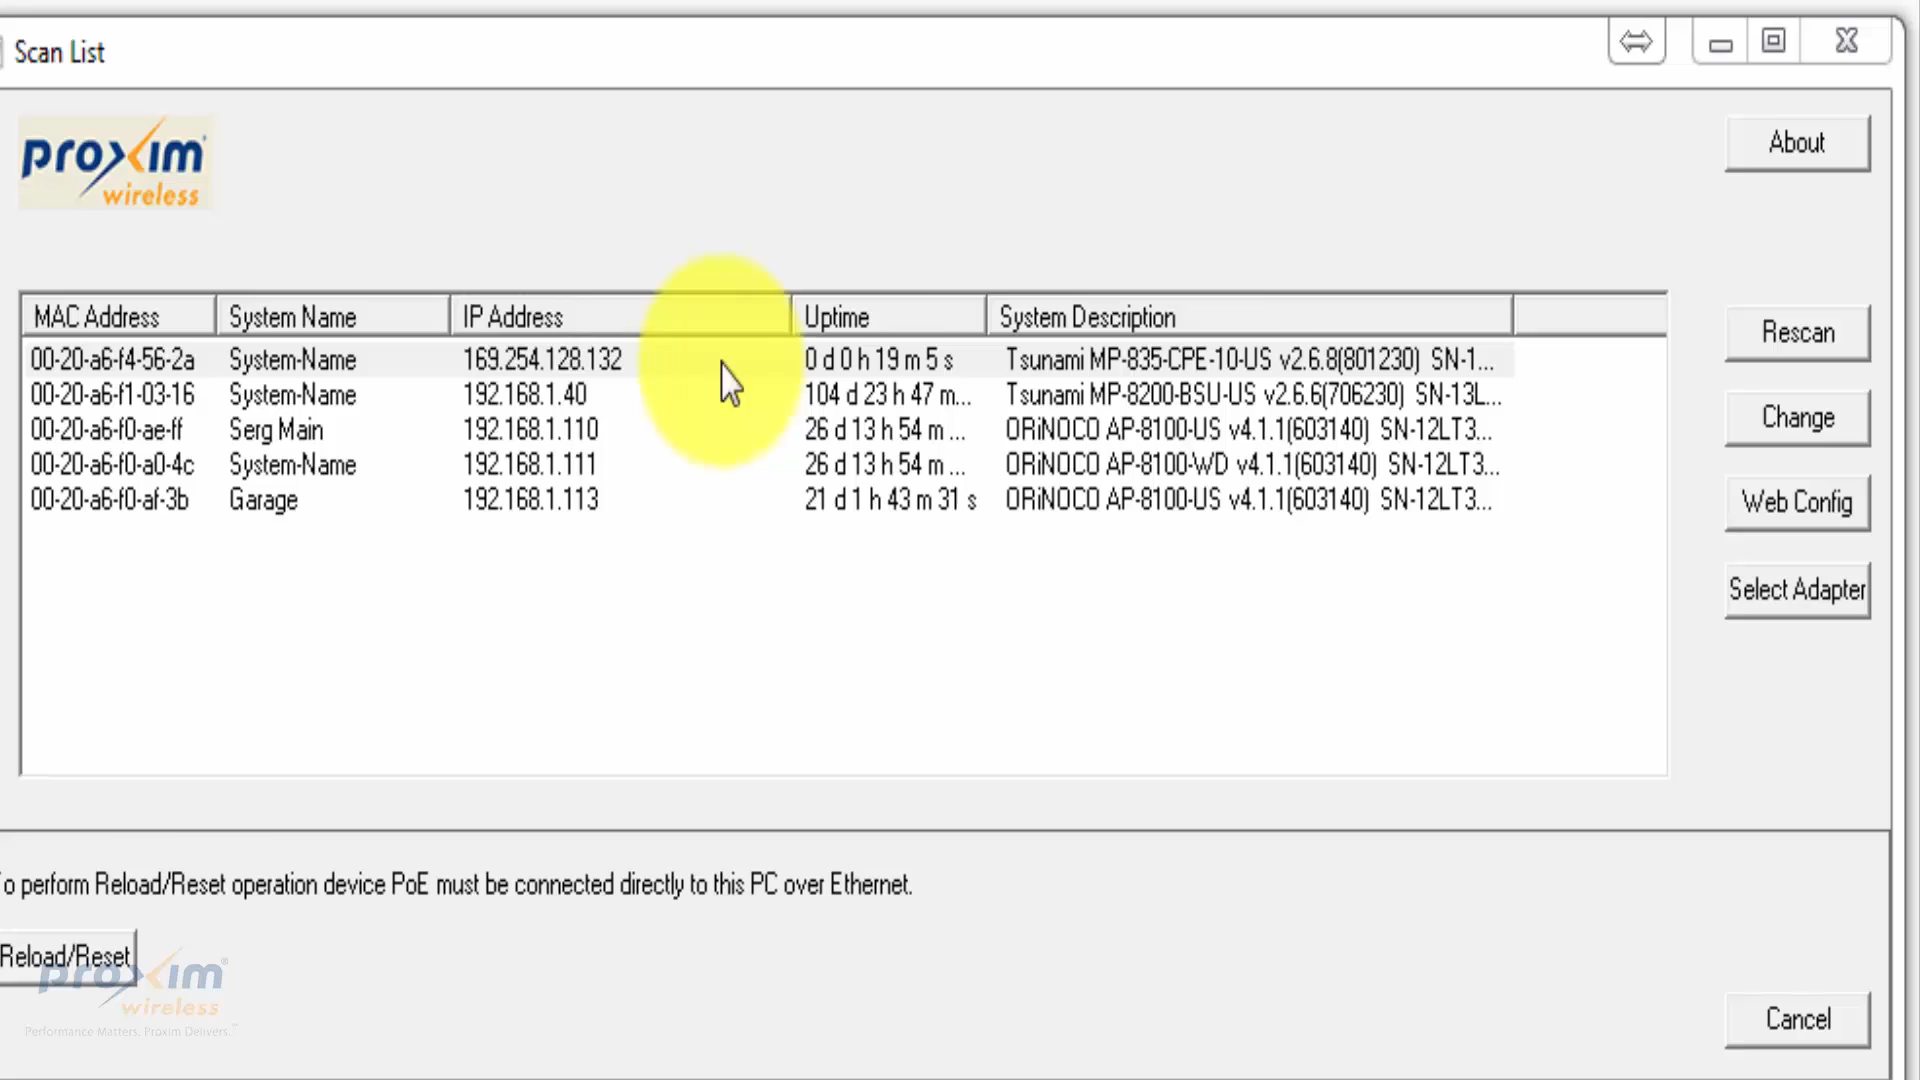 Scan List
proxim
wireless
About
MAC Address System Name IP Address Uptime System Description
00-20-a6-f4-56-2a System-Name 169.254.128.132 0 d 0 h 19 m 5 s Tsunami MP-835-CPE-10-US v2.6.8(801230) SN-1...
00-20-a6-f1-03-16 System-Name 192.168.1.40 104 d 23 h 47 m... Tsunami MP-8200-BSU-US v2.6.6(706230) SN-13L...
00-20-a6-f0-ae-ff Serg Main 192.168.1.110 26 d 13 h 54 m ... ORiNOCO AP-8100-US v4.1.1(603140) SN-12LT3...
00-20-a6-f0-a0-4c System-Name 192.168.1.111 26 d 13 h 54 m ... ORiNOCO AP-8100-WD v4.1.1(603140) SN-12LT3...
00-20-a6-f0-af-3b Garage 192.168.1.113 21 d 1 h 43 m 31 s ORiNOCO AP-8100-US v4.1.1(603140) SN-12LT3...
Rescan
Change
Web Config
Select Adapter
To perform Reload/Reset operation device PoE must be connected directly to this PC over Ethernet.
Reload/Reset
proxim®
wireless
Performance Matters. Proxim Delivers.™
Cancel